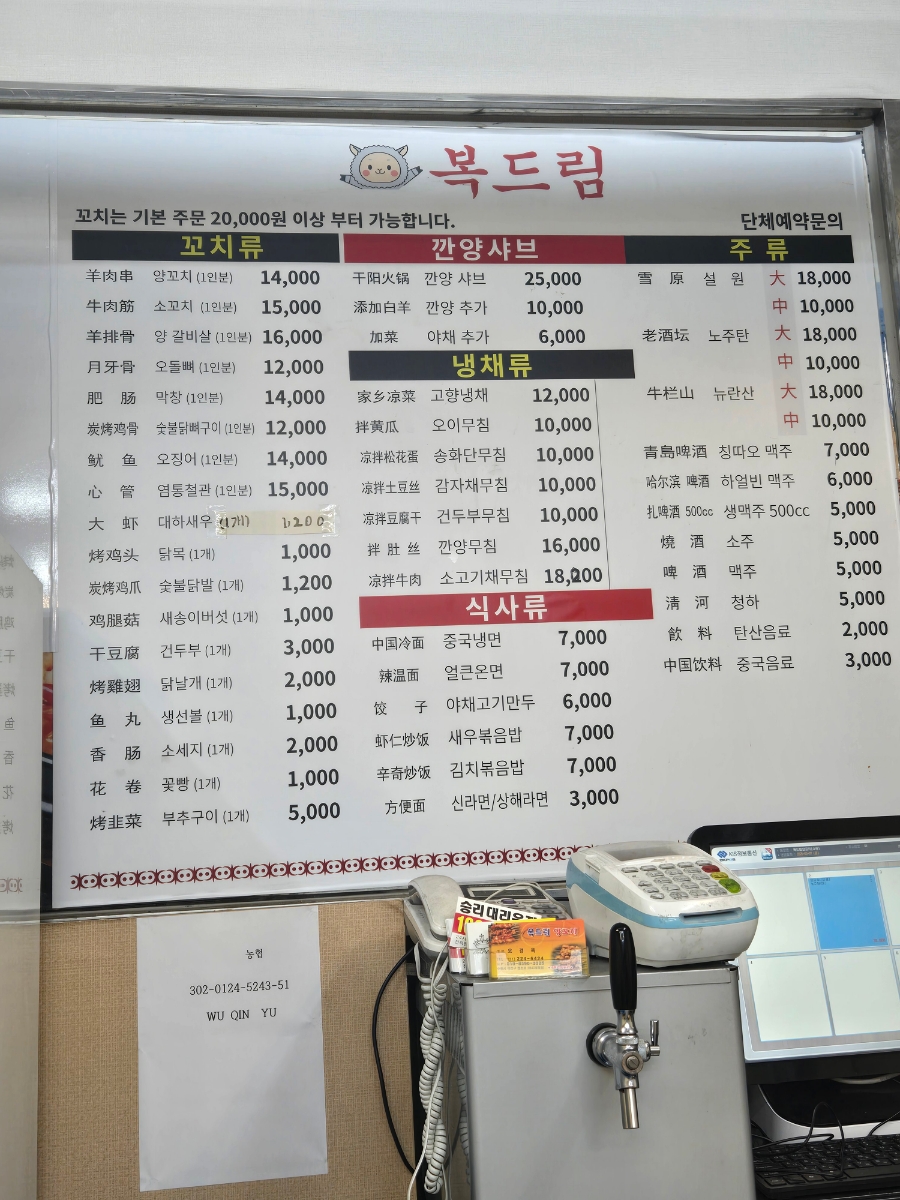 복드림
꼬치는 기본 주문 20,000원 이상 부터 가능합니다.
단체예약문의
꼬치류
羊肉串 양꼬치 (1인분) 14,000
牛肉筋 소꼬치 (1인분) 15,000
羊排骨 양 갈비살 (1인분) 16,000
月牙骨 오돌뼈 (1인분) 12,000
肥 肠 막창 (1인분) 14,000
炭烤鸡骨 숯불닭뼈구이 (1인분) 12,000
鱿 鱼 오징어 (1인분) 14,000
心 管 염통철관 (1인분) 15,000
大 虾 대하새우 (1개) 1,200
烤鸡头 닭목 (1개) 1,000
炭烤鸡爪 숯불닭발 (1개) 1,200
鸡腿菇 새송이버섯 (1개) 1,000
干豆腐 건두부 (1개) 3,000
烤雞翅 닭날개 (1개) 2,000
鱼 丸 생선볼 (1개) 1,000
香 肠 소세지 (1개) 2,000
花 卷 꽃빵 (1개) 1,000
烤韭菜 부추구이 (1개) 5,000
깐양샤브
干阳火锅 깐양 샤브 25,000
添加白羊 깐양 추가 10,000
加菜 야채 추가 6,000
냉채류
家乡凉菜 고향냉채 12,000
拌黄瓜 오이무침 10,000
凉拌松花蛋 송화단무침 10,000
凉拌土豆丝 감자채무침 10,000
凉拌豆腐干 건두부무침 10,000
拌 肚 丝 깐양무침 16,000
凉拌牛肉 소고기채무침 18,000
식사류
中国冷面 중국냉면 7,000
辣温面 얼큰온면 7,000
饺 子 야채고기만두 6,000
虾仁炒饭 새우볶음밥 7,000
辛奇炒饭 김치볶음밥 7,000
方便面 신라면/상해라면 3,000
주 류
雪 原 설 원 大 18,000
中 10,000
老酒坛 노주탄 大 18,000
中 10,000
牛栏山 뉴란산 大 18,000
中 10,000
青島啤酒 칭따오 맥주 7,000
哈尔滨 啤酒 하얼빈 맥주 6,000
扎啤酒 500cc 생맥주 500cc 5,000
燒 酒 소주 5,000
啤 酒 맥주 5,000
淸 河 청하 5,000
飮 料 탄산음료 2,000
中国饮料 중국음료 3,000
농협
302-0124-5243-51
WU QIN YU
승리대리운
복드림